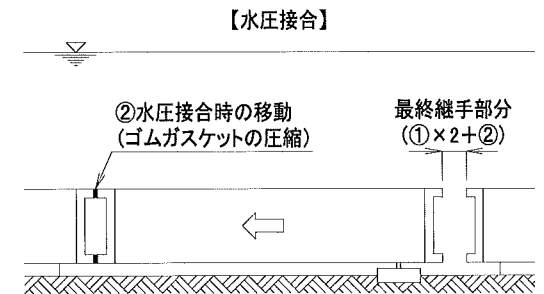 【水圧接合】
②水圧接合時の移動
(ゴムガスケットの圧縮)
最終継手部分
(①×2+②)